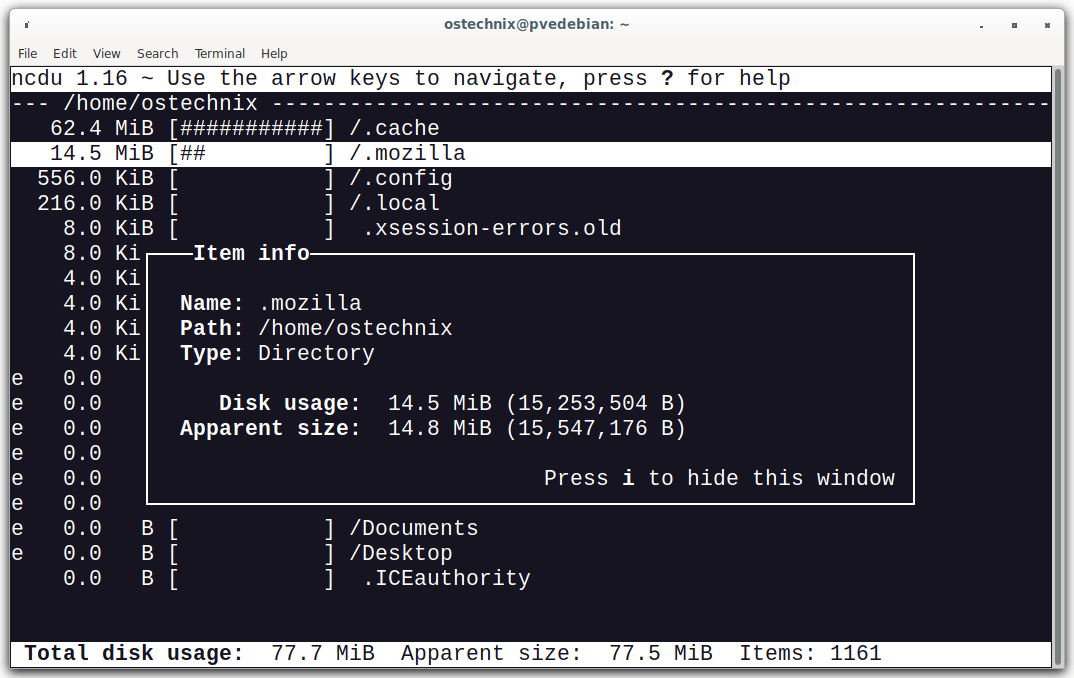 ostechnix@pvedebian: ~
File Edit View Search Terminal Help
ncdu 1.16 ~ Use the arrow keys to navigate, press ? for help
--- /home/ostechnix ------------------------------------------------------------
62.4 MiB [###########] /.cache
14.5 MiB [##         ] /.mozilla
556.0 KiB [           ] /.config
216.0 KiB [           ] /.local
8.0 KiB [           ]  .xsession-errors.old
8.0 Ki
Item info
4.0 Ki
4.0 Ki Name: .mozilla
4.0 Ki Path: /home/ostechnix
4.0 Ki Type: Directory
e 0.0
e 0.0 Disk usage: 14.5 MiB (15,253,504 B)
e 0.0 Apparent size: 14.8 MiB (15,547,176 B)
e 0.0
e 0.0 Press i to hide this window
e 0.0
e 0.0 B [           ] /Documents
e 0.0 B [           ] /Desktop
0.0 B [           ]  .ICEauthority
Total disk usage: 77.7 MiB Apparent size: 77.5 MiB Items: 1161